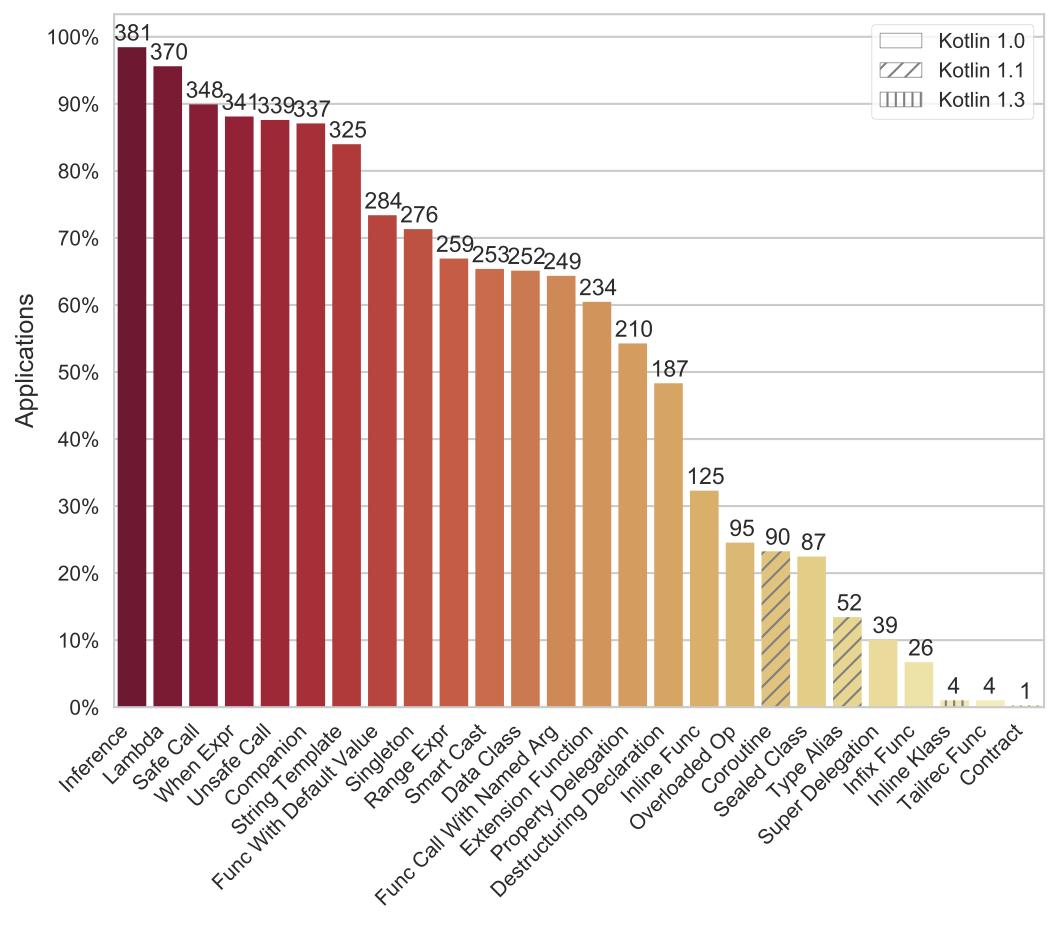 381
370
348
341
339
337
325
284
276
259
253
252
249
234
210
187
125
95
90
87
52
39
26
4
4
1
Kotlin 1.0
Kotlin 1.1
Kotlin 1.3
100%
90%
80%
70%
60%
50%
40%
30%
20%
10%
0%
Applications
Inference
Lambda
Safe Call
When Expr
Unsafe Call
Companion
String Template
Func With Default Value
Singleton
Range Expr
Smart Cast
Data Class
Func Call With Named Arg
Extension Function
Property Delegation
Destructuring Declaration
Inline Func
Overloaded Op
Coroutine
Sealed Class
Type Alias
Super Delegation
Infix Func
Inline Klass
Tailrec Func
Contract